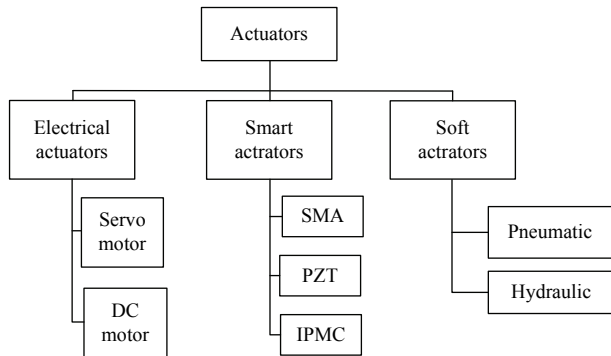 Actuators
Electrical
actuators
Smart
actrators
Soft
actrators
Servo
motor
DC
motor
SMA
PZT
IPMC
Pneumatic
Hydraulic